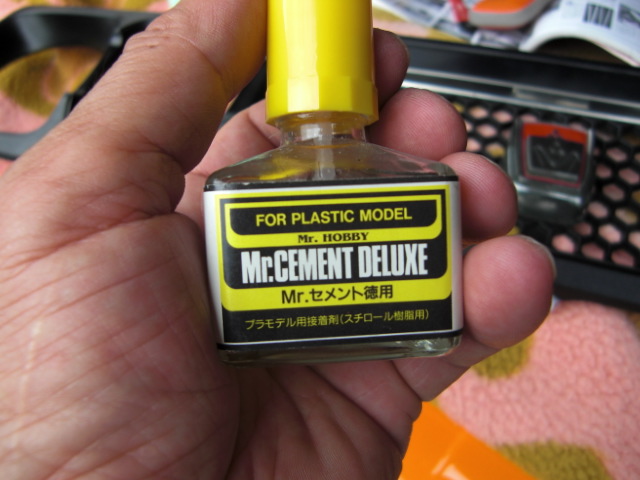 FOR PLASTIC MODEL
Mr. HOBBY
Mr.CEMENT DELUXE
Mr.セメント徳用
プラモデル用接着剤(スチロール樹脂用)